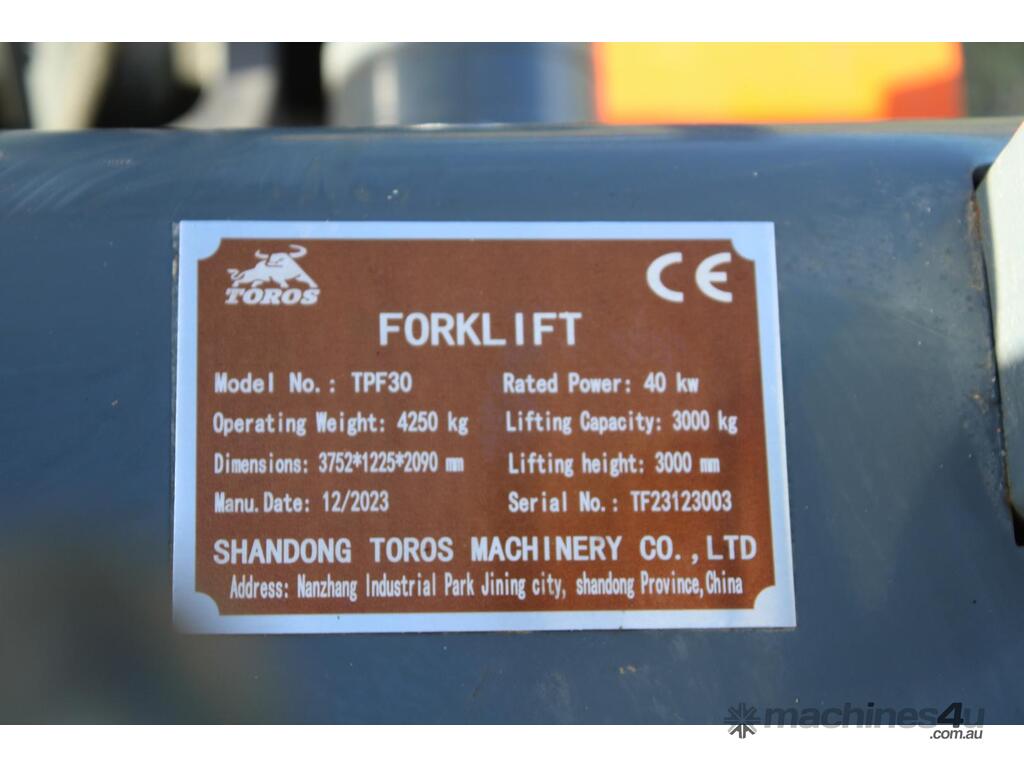 TOROS
CE
FORKLIFT
Model No.: TPF30
Rated Power: 40 kw
Operating Weight: 4250 kg
Lifting Capacity: 3000 kg
Dimensions: 3752*1225*2090 mm
Lifting height: 3000 mm
Manu.Date: 12/2023
Serial No.: TF23123003
SHANDONG TOROS MACHINERY CO.,LTD
Address: Nanzhang Industrial Park Jining city, shandong Province,China
machines4u
.com.au